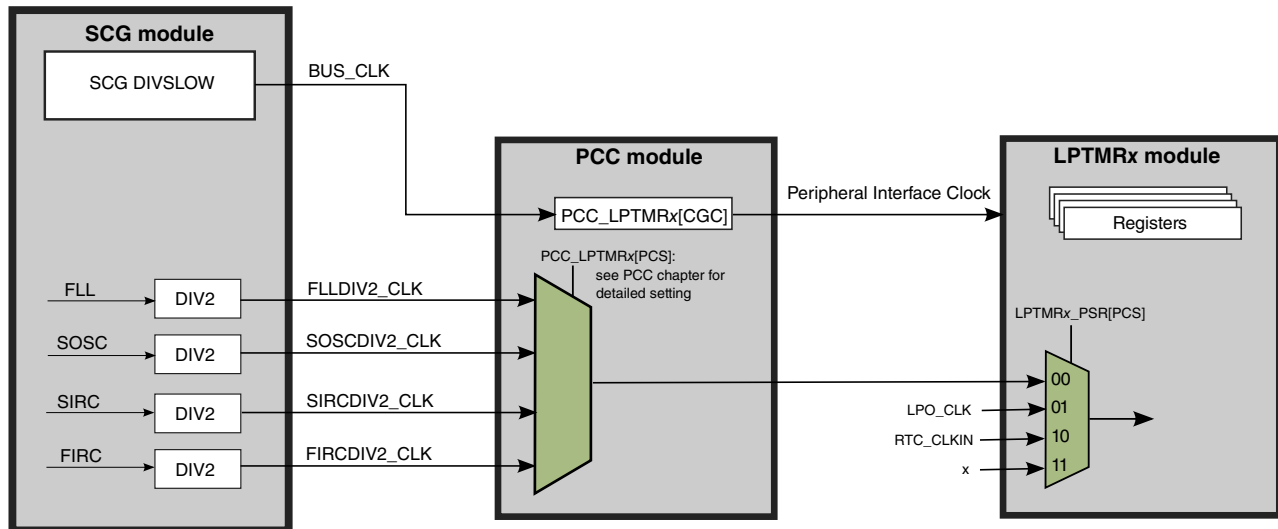 SCG module
SCG DIVSLOW
BUS_CLK
PCC module
LPTMRx module
PCC_LPTMRx[CGC]
Peripheral Interface Clock
Registers
PCC_LPTMRx[PCS]:
see PCC chapter for
detailed setting
FLL
DIV2
FLLDIV2_CLK
SOSC
DIV2
SOSCDIV2_CLK
SIRC
DIV2
SIRCDIV2_CLK
FIRC
DIV2
FIRCDIV2_CLK
LPTMRx_PSR[PCS]
00
LPO_CLK
01
RTC_CLKIN
10
x
11